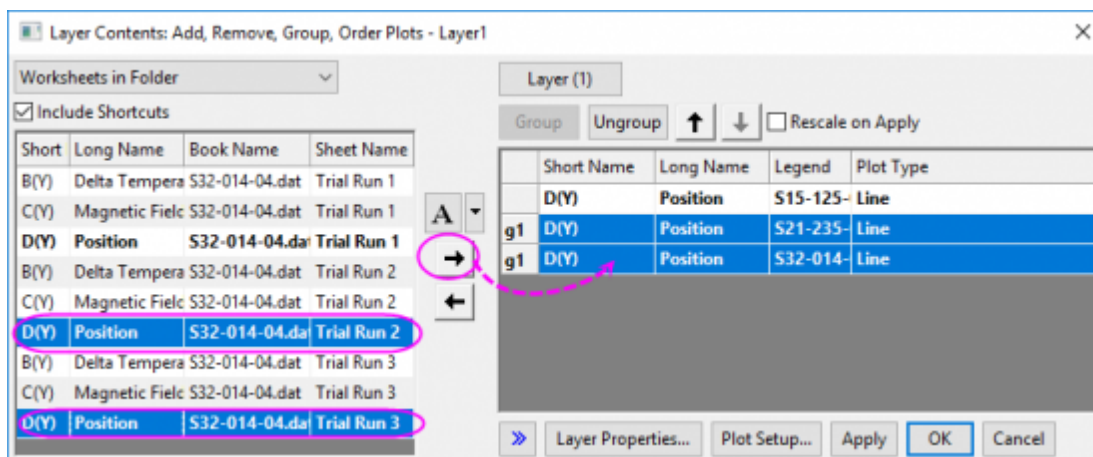 Layer Contents: Add, Remove, Group, Order Plots - Layer1
Worksheets in Folder
Include Shortcuts
Short Long Name Book Name Sheet Name
B(Y) Delta Tempera S32-014-04.dat Trial Run 1
C(Y) Magnetic Fielc S32-014-04.dat Trial Run 1
D(Y) Position S32-014-04.da Trial Run 1
B(Y) Delta Tempera S32-014-04.dat Trial Run 2
C(Y) Magnetic Fielc S32-014-04.dat Trial Run 2
D(Y) Position S32-014-04.da Trial Run 2
B(Y) Delta Tempera S32-014-04.dat Trial Run 3
C(Y) Magnetic Fielc S32-014-04.dat Trial Run 3
D(Y) Position S32-014-04.da Trial Run 3
A
Layer (1)
Group Ungroup Rescale on Apply
Short Name Long Name Legend Plot Type
D(Y) Position S15-125- Line
g1 D(Y) Position S21-235- Line
g1 D(Y) Position S32-014- Line
Layer Properties... Plot Setup... Apply OK Cancel